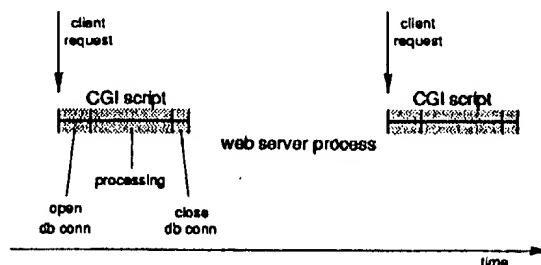 client
request
client
request
CGI script
CGI script
web server process
processing
open
db conn
close
db conn
time